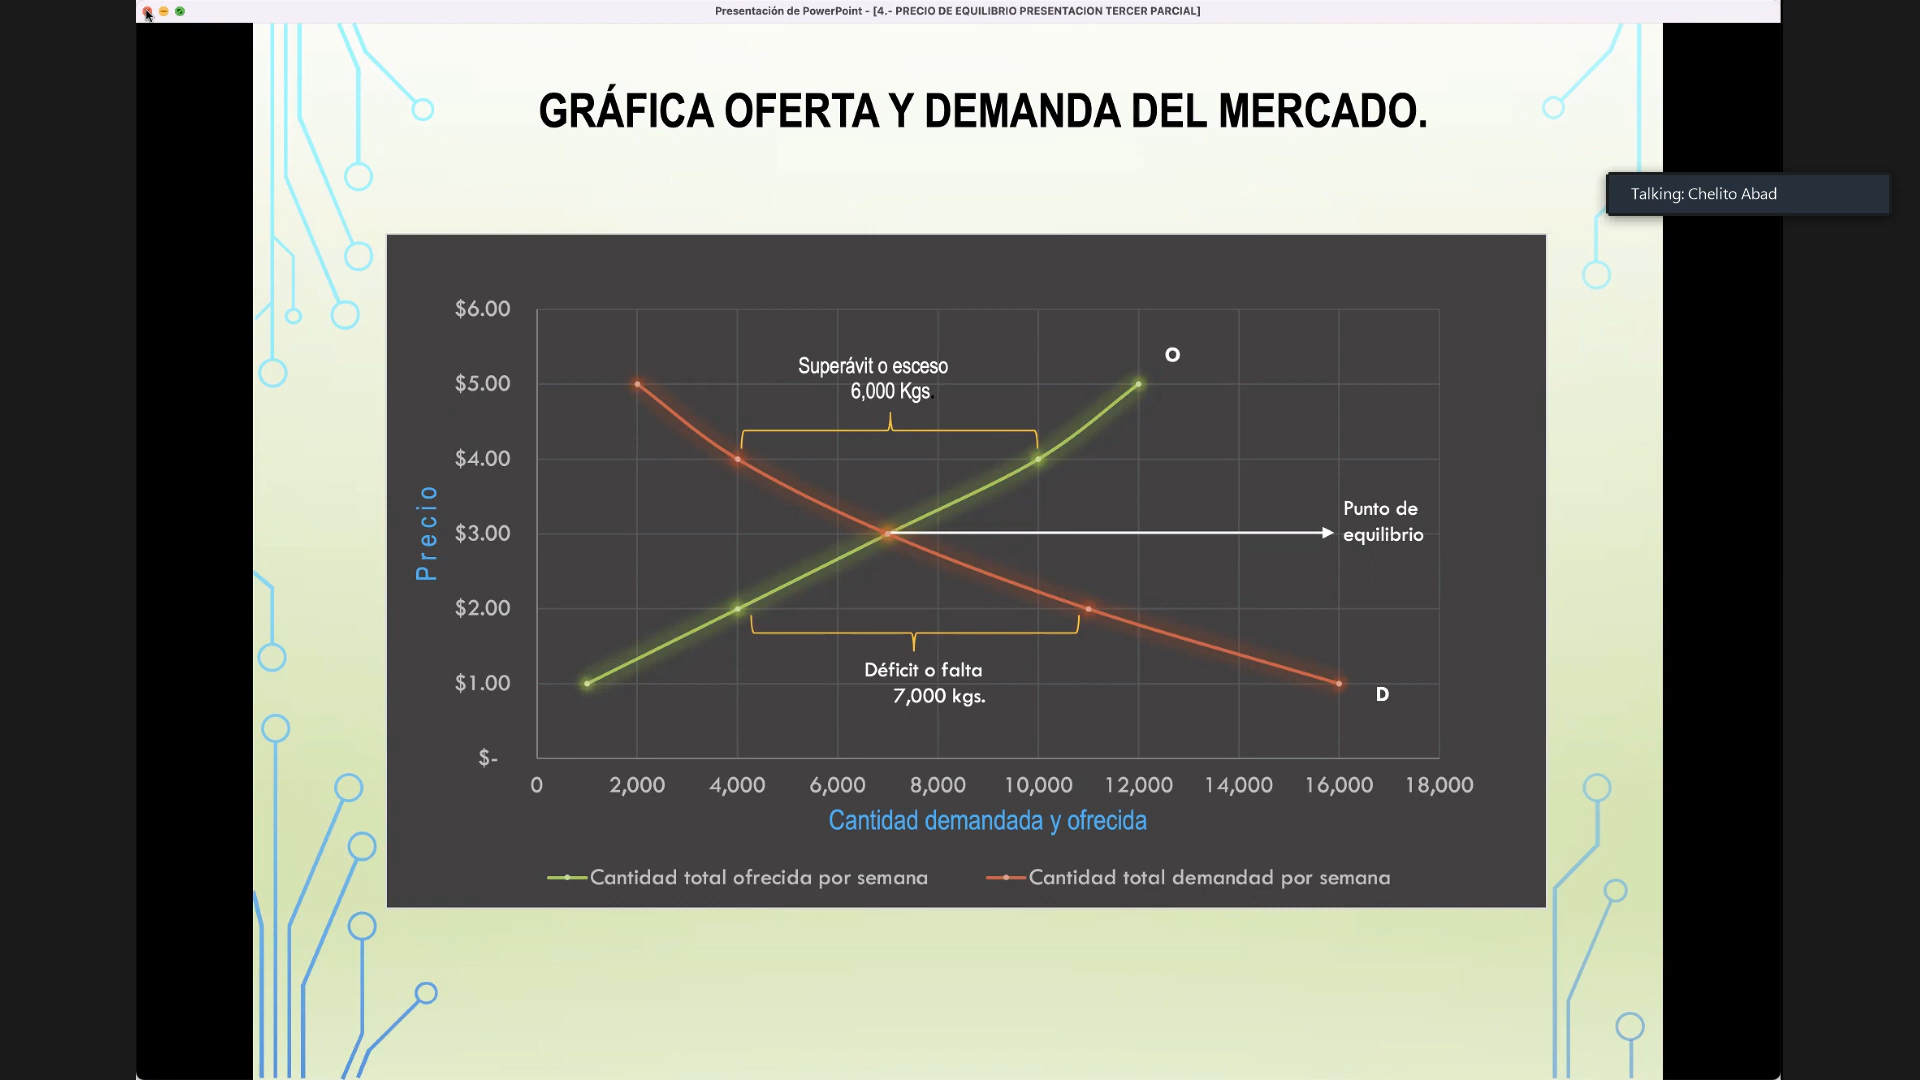 Presentación de PowerPoint - [4.- PRECIO DE EQUILIBRIO PRESENTACION TERCER PARCIAL]
GRÁFICA OFERTA Y DEMANDA DEL MERCADO.
Talking: Chelito Abad
$6.00
$5.00
$4.00
$3.00
$2.00
$1.00
$-
Precio
Superávit o esceso
6,000 Kgs.
O
Punto de
equilibrio
Déficit o falta
7,000 kgs.
D
0 2,000 4,000 6,000 8,000 10,000 12,000 14,000 16,000 18,000
Cantidad demandada y ofrecida
Cantidad total ofrecida por semana
Cantidad total demandad por semana